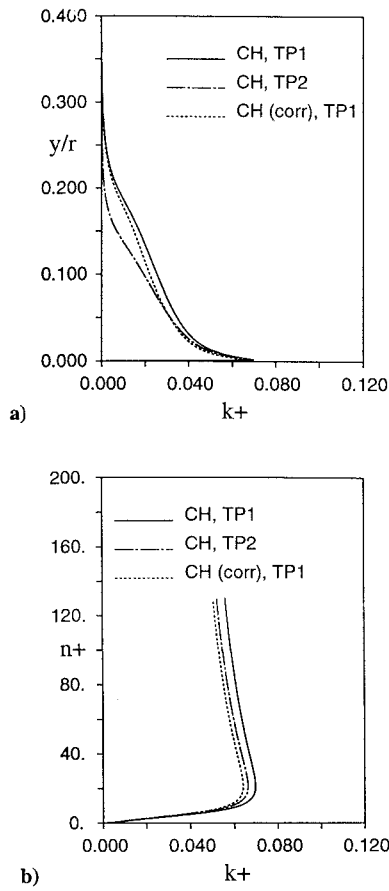 0.400
CH, TP1
CH, TP2
CH (corr), TP1
0.300
y/r
0.200
0.100
0.000
0.000 0.040 0.080 0.120
k+
a)
200.
CH, TP1
160.
CH, TP2
CH (corr), TP1
120.
n+
80.
40.
0.
0.000 0.040 0.080 0.120
k+
b)